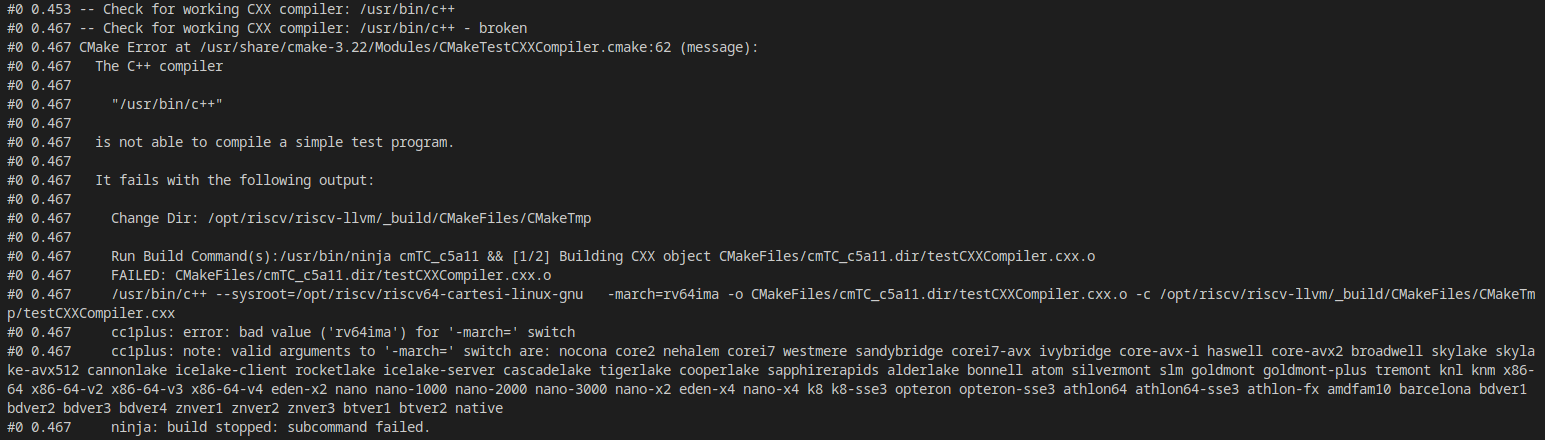 #0 0.453 -- Check for working CXX compiler: /usr/bin/c++
#0 0.467 -- Check for working CXX compiler: /usr/bin/c++ - broken
#0 0.467 CMake Error at /usr/share/cmake-3.22/Modules/CMakeTestCXXCompiler.cmake:62 (message):
#0 0.467   The C++ compiler
#0 0.467
#0 0.467     "/usr/bin/c++"
#0 0.467
#0 0.467   is not able to compile a simple test program.
#0 0.467
#0 0.467   It fails with the following output:
#0 0.467
#0 0.467     Change Dir: /opt/riscv/riscv-llvm/_build/CMakeFiles/CMakeTmp
#0 0.467
#0 0.467     Run Build Command(s):/usr/bin/ninja cmTC_c5a11 && [1/2] Building CXX object CMakeFiles/cmTC_c5a11.dir/testCXXCompiler.cxx.o
#0 0.467     FAILED: CMakeFiles/cmTC_c5a11.dir/testCXXCompiler.cxx.o
#0 0.467     /usr/bin/c++ --sysroot=/opt/riscv/riscv64-cartesi-linux-gnu   -march=rv64ima -o CMakeFiles/cmTC_c5a11.dir/testCXXCompiler.cxx.o -c /opt/riscv/riscv-llvm/_build/CMakeFiles/CMakeTm
p/testCXXCompiler.cxx
#0 0.467     cc1plus: error: bad value ('rv64ima') for '-march=' switch
#0 0.467     cc1plus: note: valid arguments to '-march=' switch are: nocona core2 nehalem corei7 westmere sandybridge corei7-avx ivybridge core-avx-i haswell core-avx2 broadwell skylake skyla
ke-avx512 cannonlake icelake-client rocketlake icelake-server cascadelake tigerlake cooperlake sapphirerapids alderlake bonnell atom silvermont slm goldmont goldmont-plus tremont knl knm x86-
64 x86-64-v2 x86-64-v3 x86-64-v4 eden-x2 nano nano-1000 nano-2000 nano-3000 nano-x2 eden-x4 nano-x4 k8 k8-sse3 opteron opteron-sse3 athlon64 athlon64-sse3 athlon-fx amdfam10 barcelona bdver1
bdver2 bdver3 bdver4 znver1 znver2 znver3 btver1 btver2 native
#0 0.467     ninja: build stopped: subcommand failed.